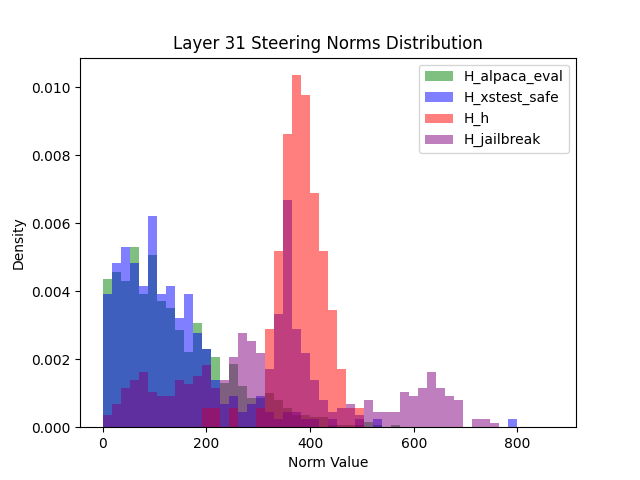 Layer 31 Steering Norms Distribution
H_alpaca_eval
H_xstest_safe
H_h
H_jailbreak
Density
0.010
0.008
0.006
0.004
0.002
0.000
0
200
400
600
800
Norm Value